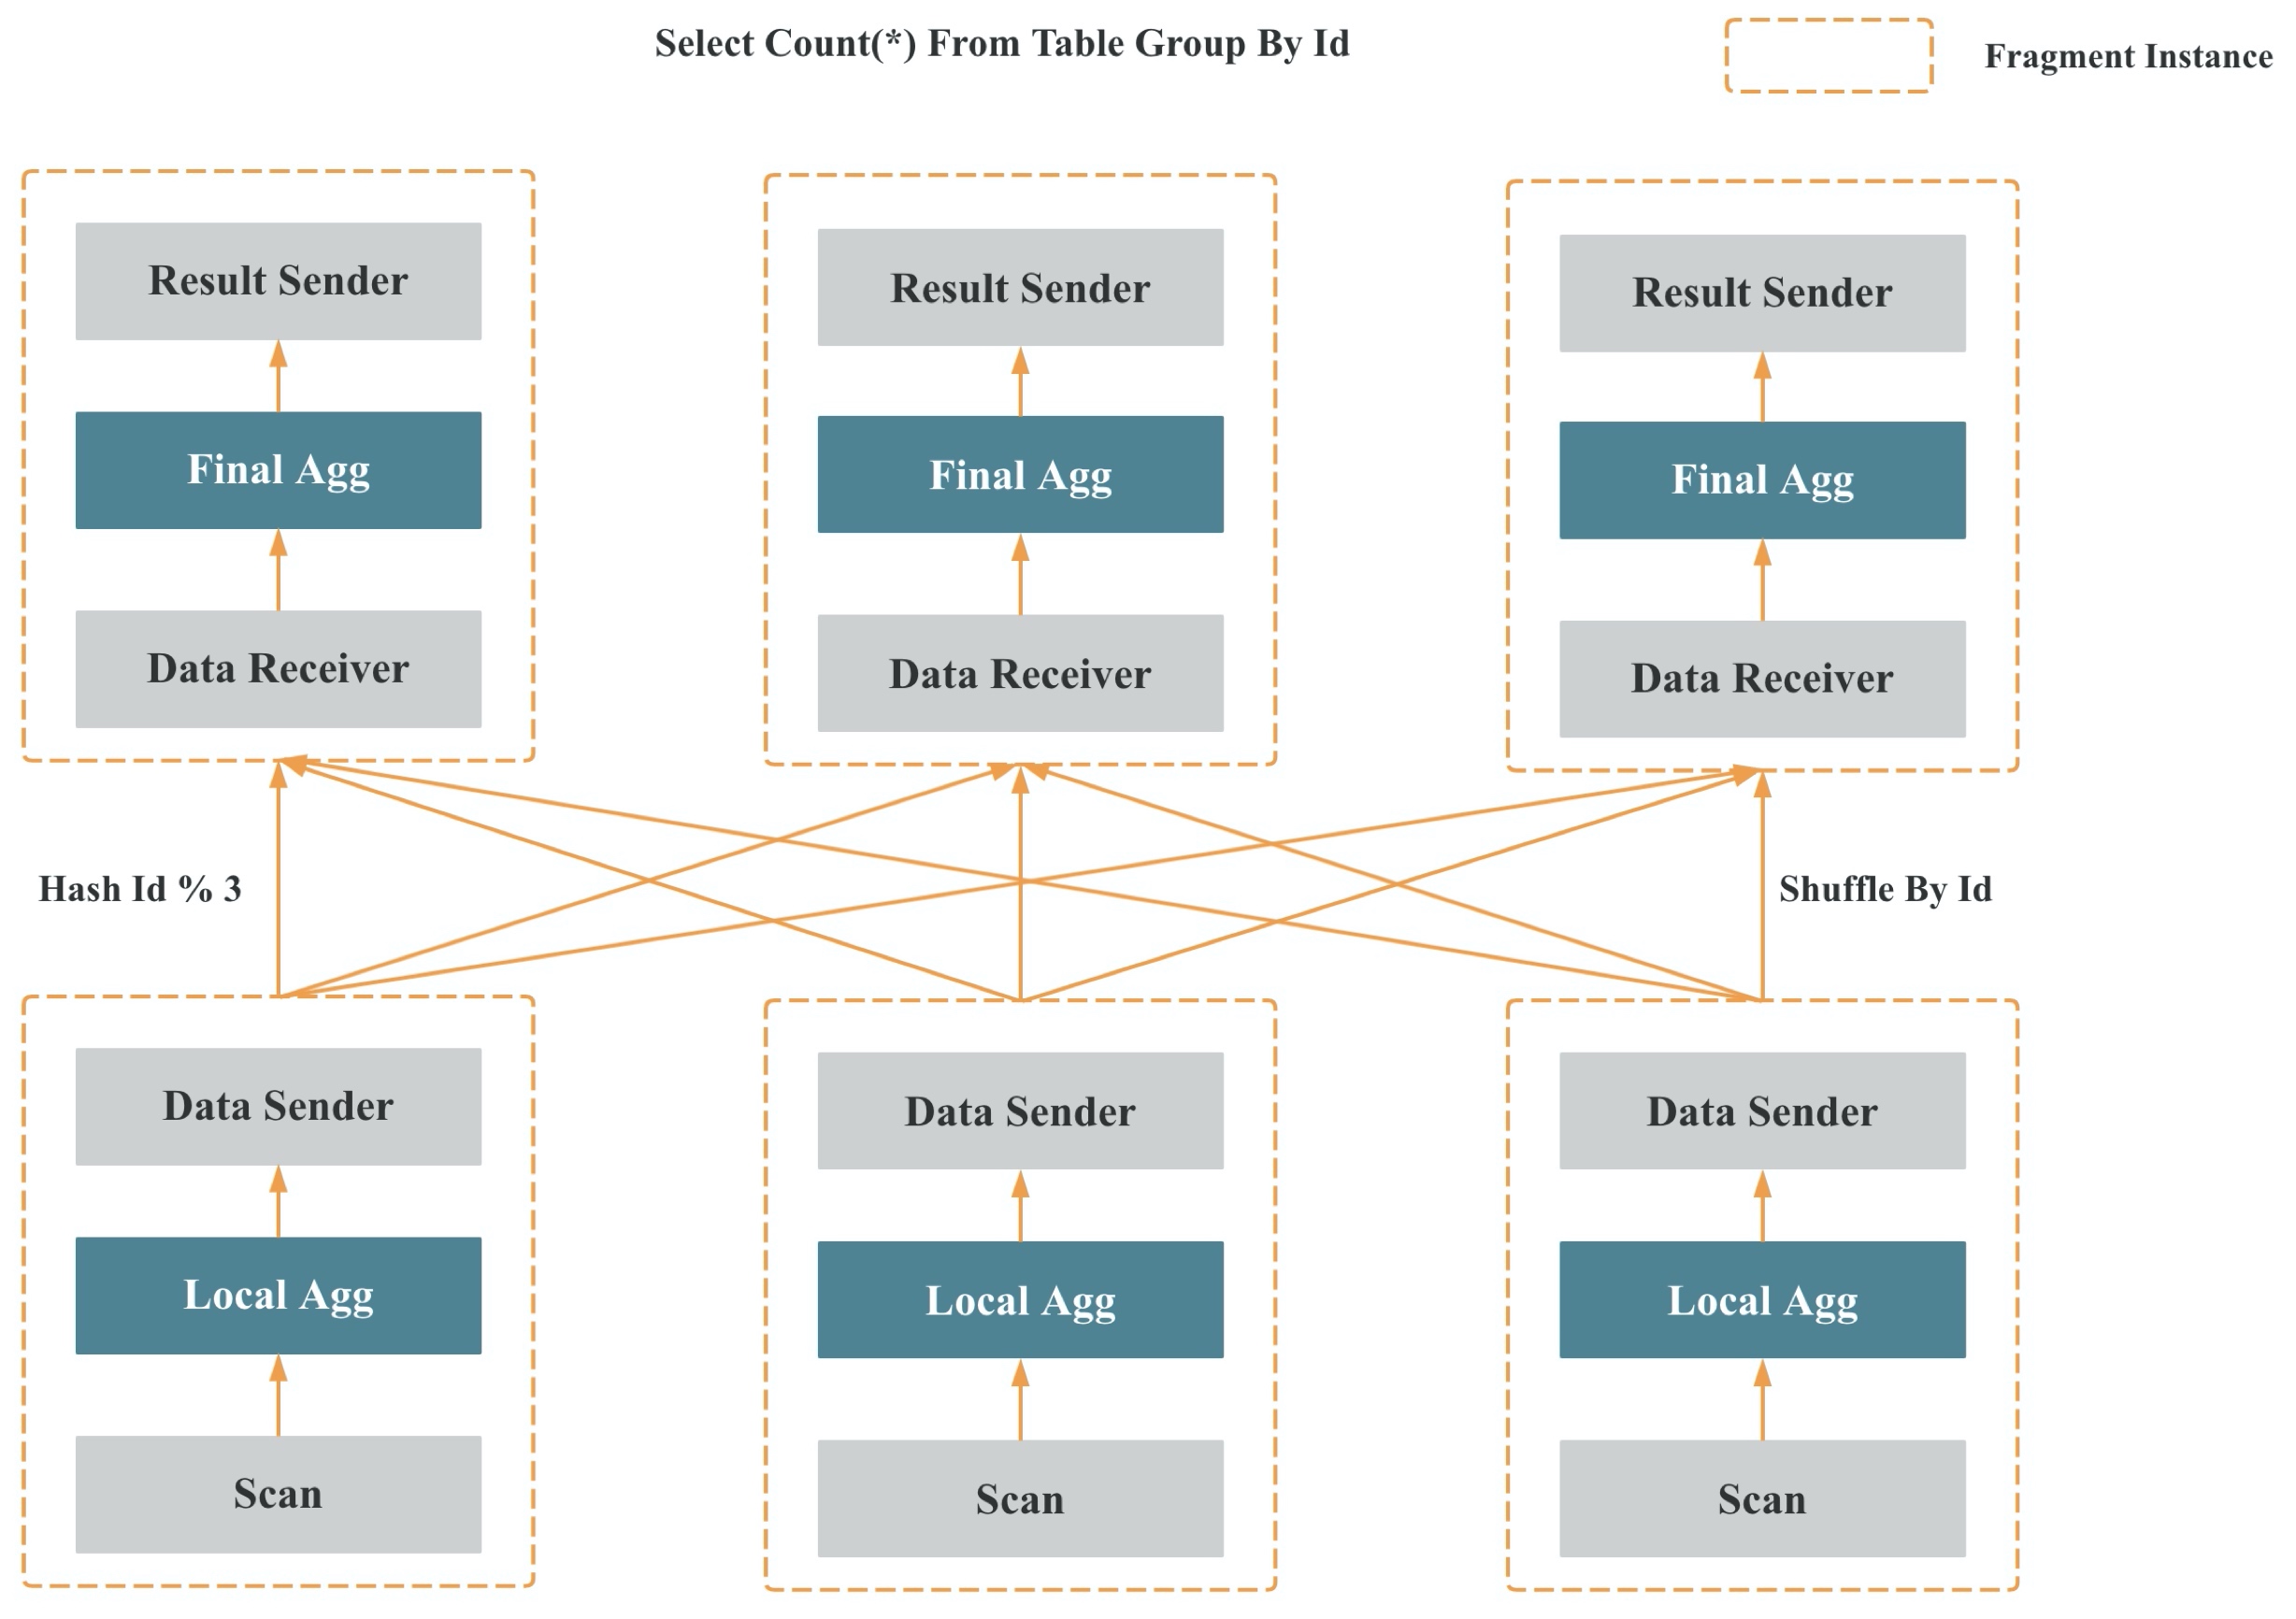 Select Count(*) From Table Group By Id
Fragment Instance
Result Sender
Result Sender
Result Sender
Final Agg
Final Agg
Final Agg
Data Receiver
Data Receiver
Data Receiver
Hash Id % 3
Shuffle By Id
Data Sender
Data Sender
Data Sender
Local Agg
Local Agg
Local Agg
Scan
Scan
Scan